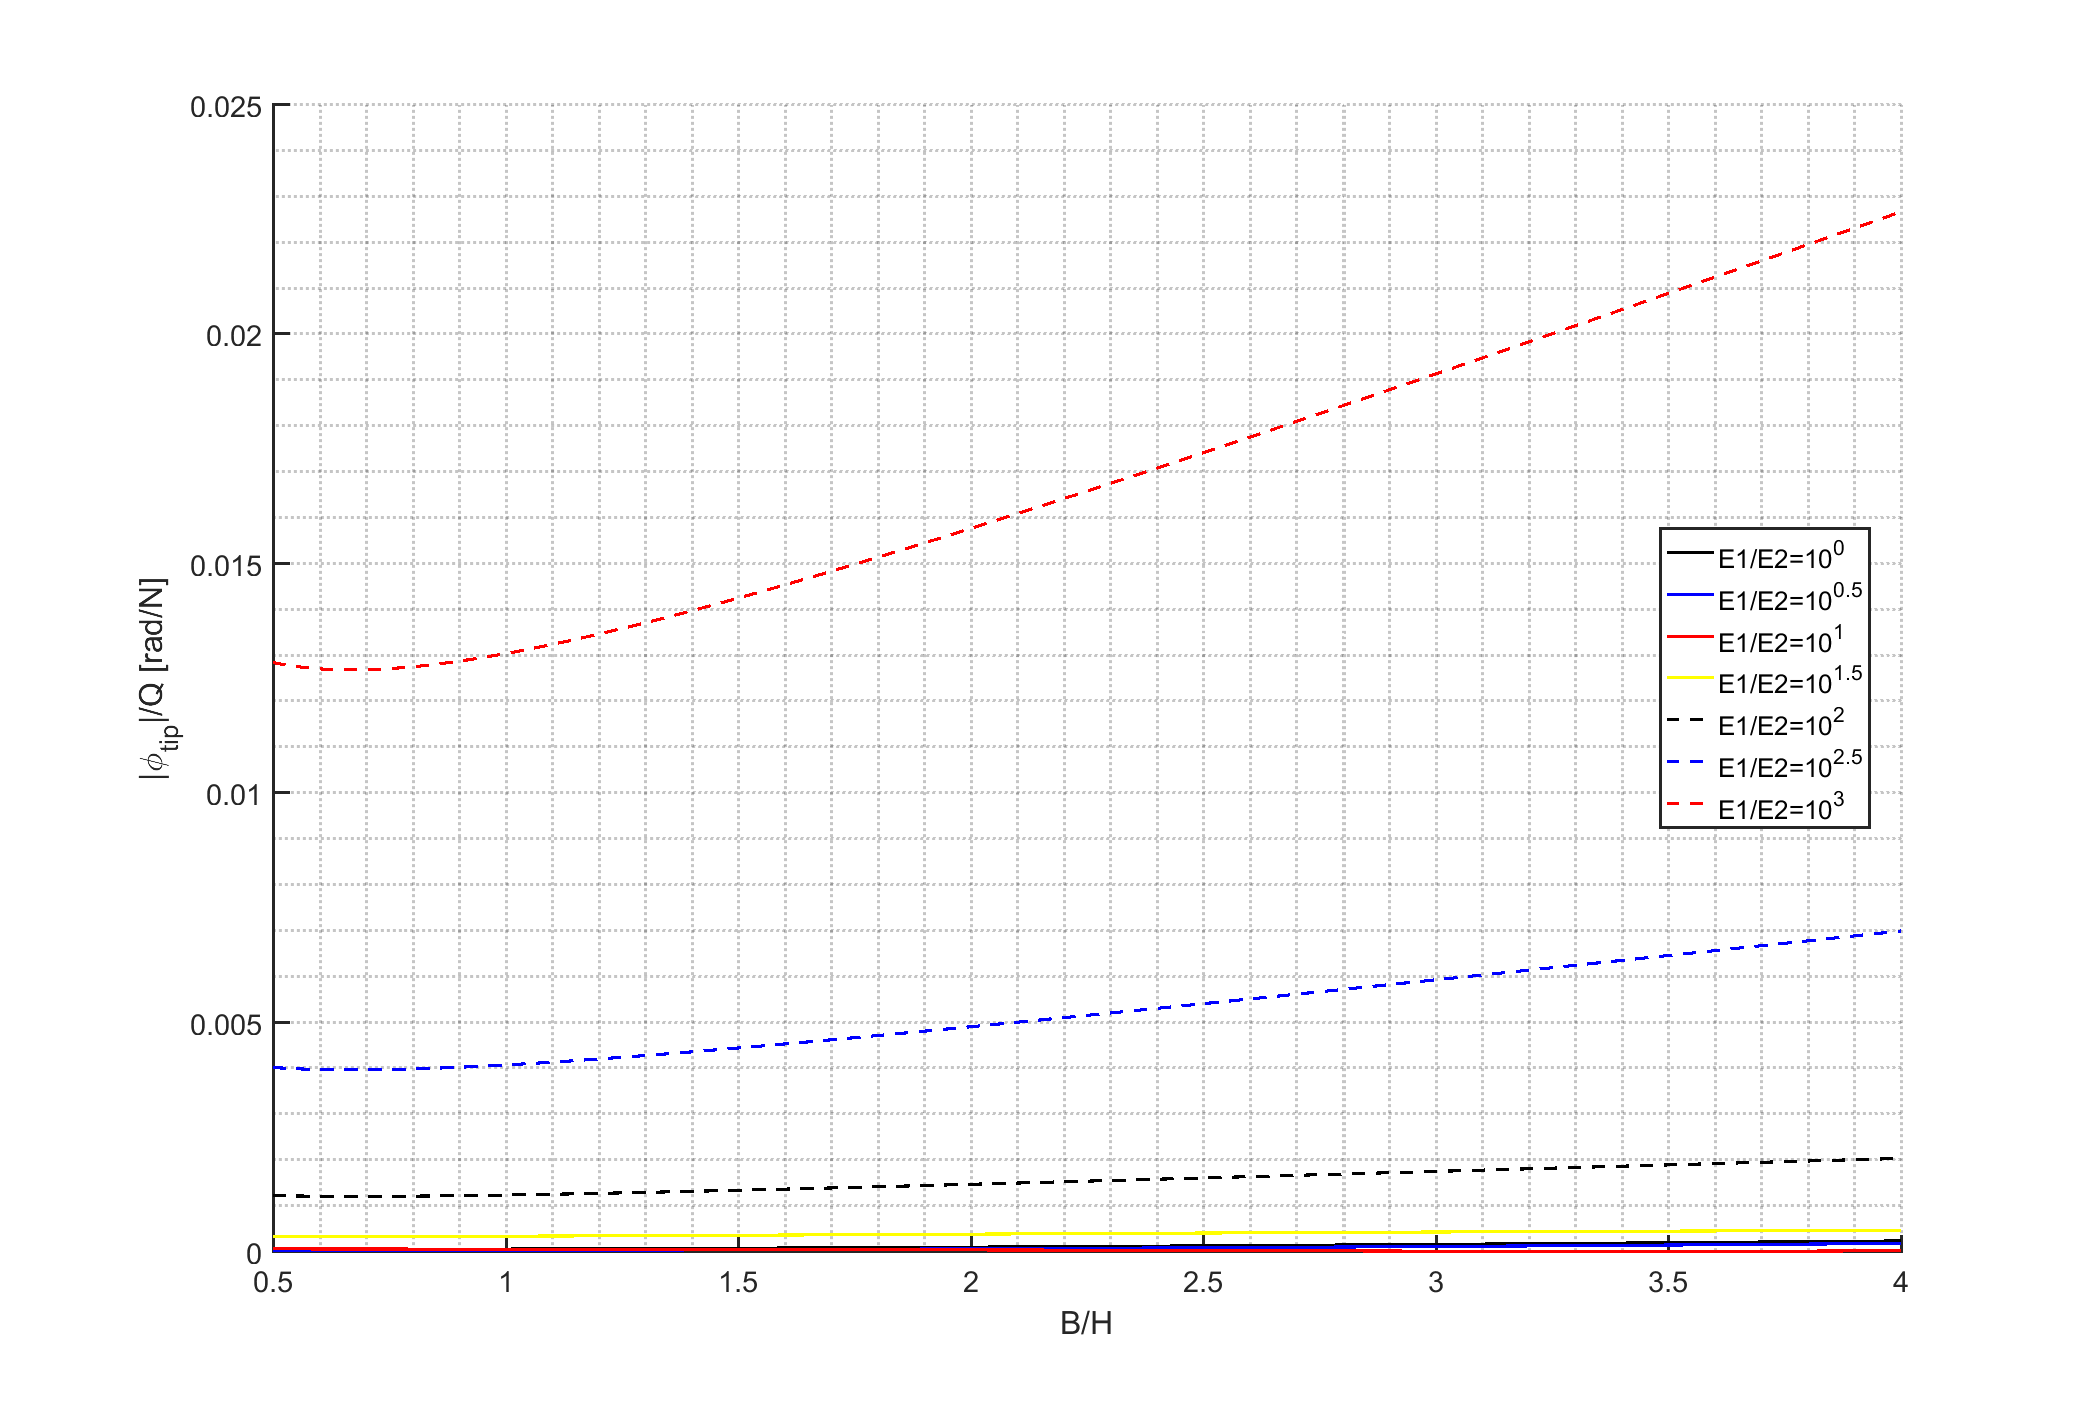 0.025
0.02
0.015
0.01
0.005
0
|ϕ_tip|/Q [rad/N]
0.5 1 1.5 2 2.5 3 3.5 4
B/H
E1/E2=10^0
E1/E2=10^0.5
E1/E2=10^1
E1/E2=10^1.5
E1/E2=10^2
E1/E2=10^2.5
E1/E2=10^3